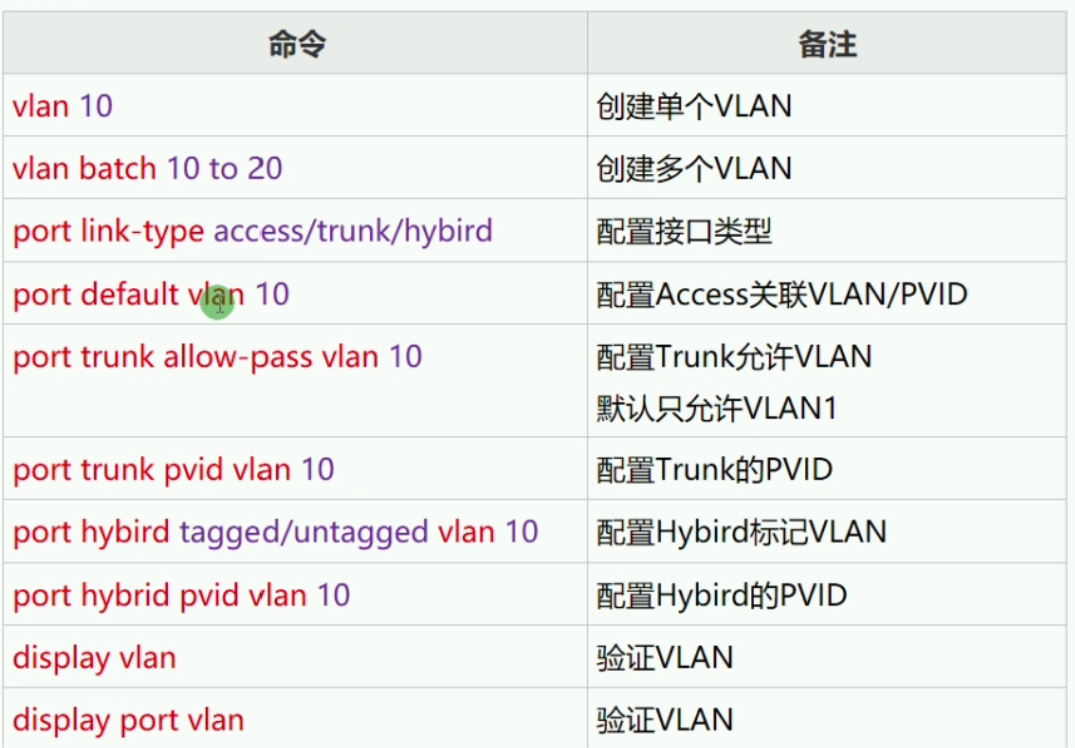 命令 备注
vlan 10 创建单个VLAN
vlan batch 10 to 20 创建多个VLAN
port link-type access/trunk/hybird 配置接口类型
port default vlan 10 配置Access关联VLAN/PVID
port trunk allow-pass vlan 10 配置Trunk允许VLAN
默认只允许VLAN1
port trunk pvid vlan 10 配置Trunk的PVID
port hybird tagged/untagged vlan 10 配置Hybird标记VLAN
port hybrid pvid vlan 10 配置Hybird的PVID
display vlan 验证VLAN
display port vlan 验证VLAN